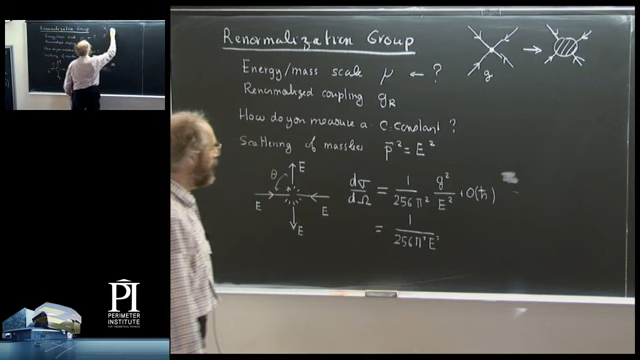 Renormalization Group
Energy/mass scale μ ← ?
Renormalized coupling g_R
How do you measure a c. constant ?
Scattering of massless p̄² = E²
g
θ
E
E
E
E
dσ/dΩ = 1/(256π²) g²/E² + O(ħ)
= 1/(256π²E²)
PI
PERIMETER
INSTITUTE
FOR THEORETICAL PHYSICS